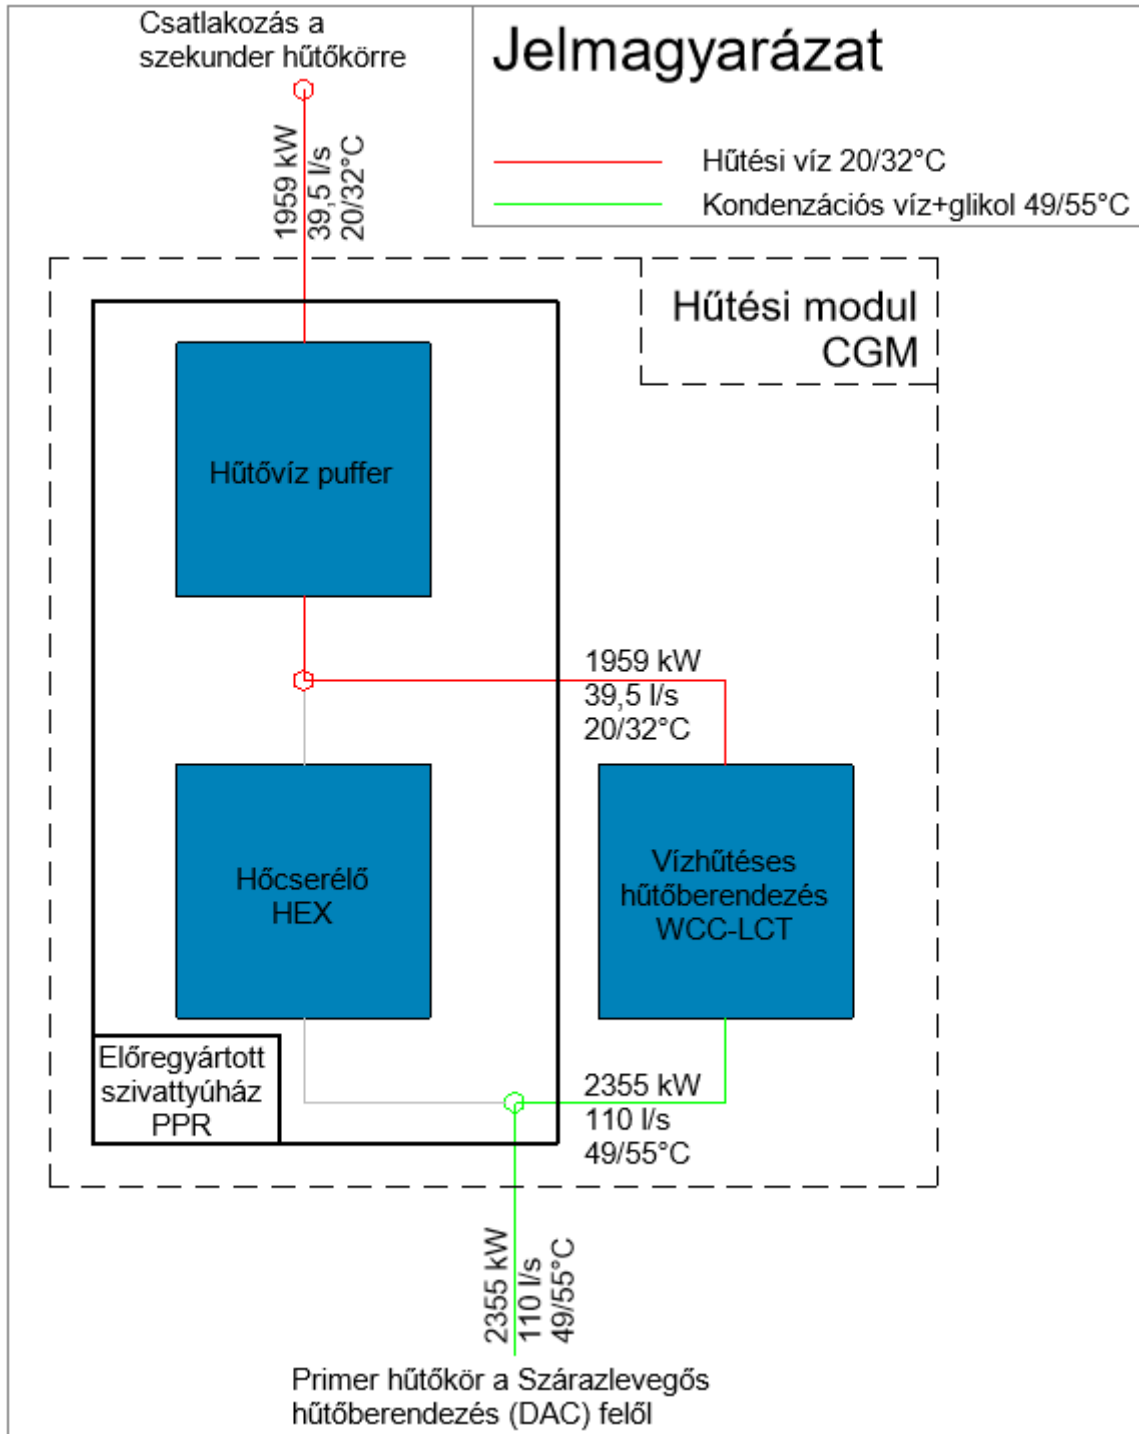 Csatlakozás a
szekunder hűtőkörre
Jelmagyarázat
Hűtési víz 20/32°C
Kondenzációs víz+glikol 49/55°C
1959 kW
39,5 l/s
20/32°C
Hűtési modul
CGM
Hűtővíz puffer
1959 kW
39,5 l/s
20/32°C
Hőcserélő
HEX
Vízhűtéses
hűtőberendezés
WCC-LCT
Előregyártott
szivattyúház
PPR
2355 kW
110 l/s
49/55°C
2355 kW
110 l/s
49/55°C
Primer hűtőkör a Szárazlevegős
hűtőberendezés (DAC) felől